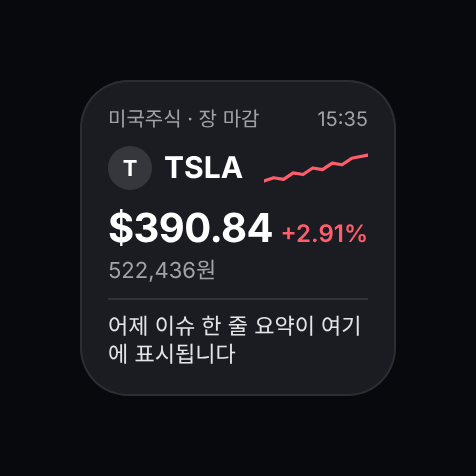 미국주식 · 장 마감 15:35
T TSLA
$390.84 +2.91%
522,436원
어제 이슈 한 줄 요약이 여기
에 표시됩니다